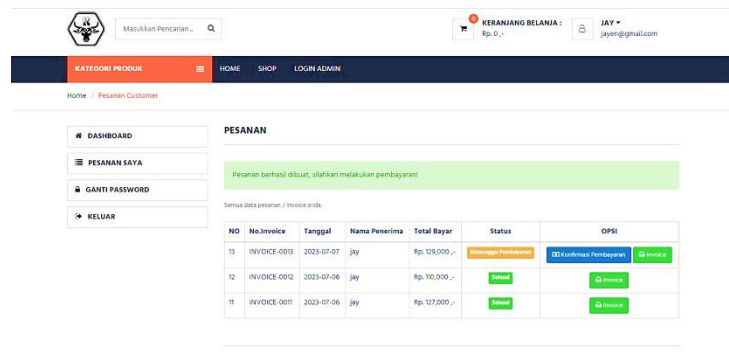 Masukkan Pencarian ..
0
KERANJANG BELANJA :
Rp. 0 ,-
JAY
jayen@gmail.com
KATEGORI PRODUK
HOME SHOP LOGIN ADMIN
Home / Pesanan Customer
DASHBOARD
PESANAN SAYA
GANTI PASSWORD
KELUAR
PESANAN
Pesanan berhasil dibuat, silahkan melakukan pembayaran!
Semua data pesanan / invoice anda.
NO No.Invoice Tanggal Nama Penerima Total Bayar Status OPSI
13 INVOICE-0013 2023-07-07 jay Rp. 129,000 ,- Menunggu Pembayaran Konfirmasi Pembayaran Invoice
12 INVOICE-0012 2023-07-06 jay Rp. 110,000 ,- Selesai Invoice
11 INVOICE-0011 2023-07-06 jay Rp. 127,000 ,- Selesai Invoice